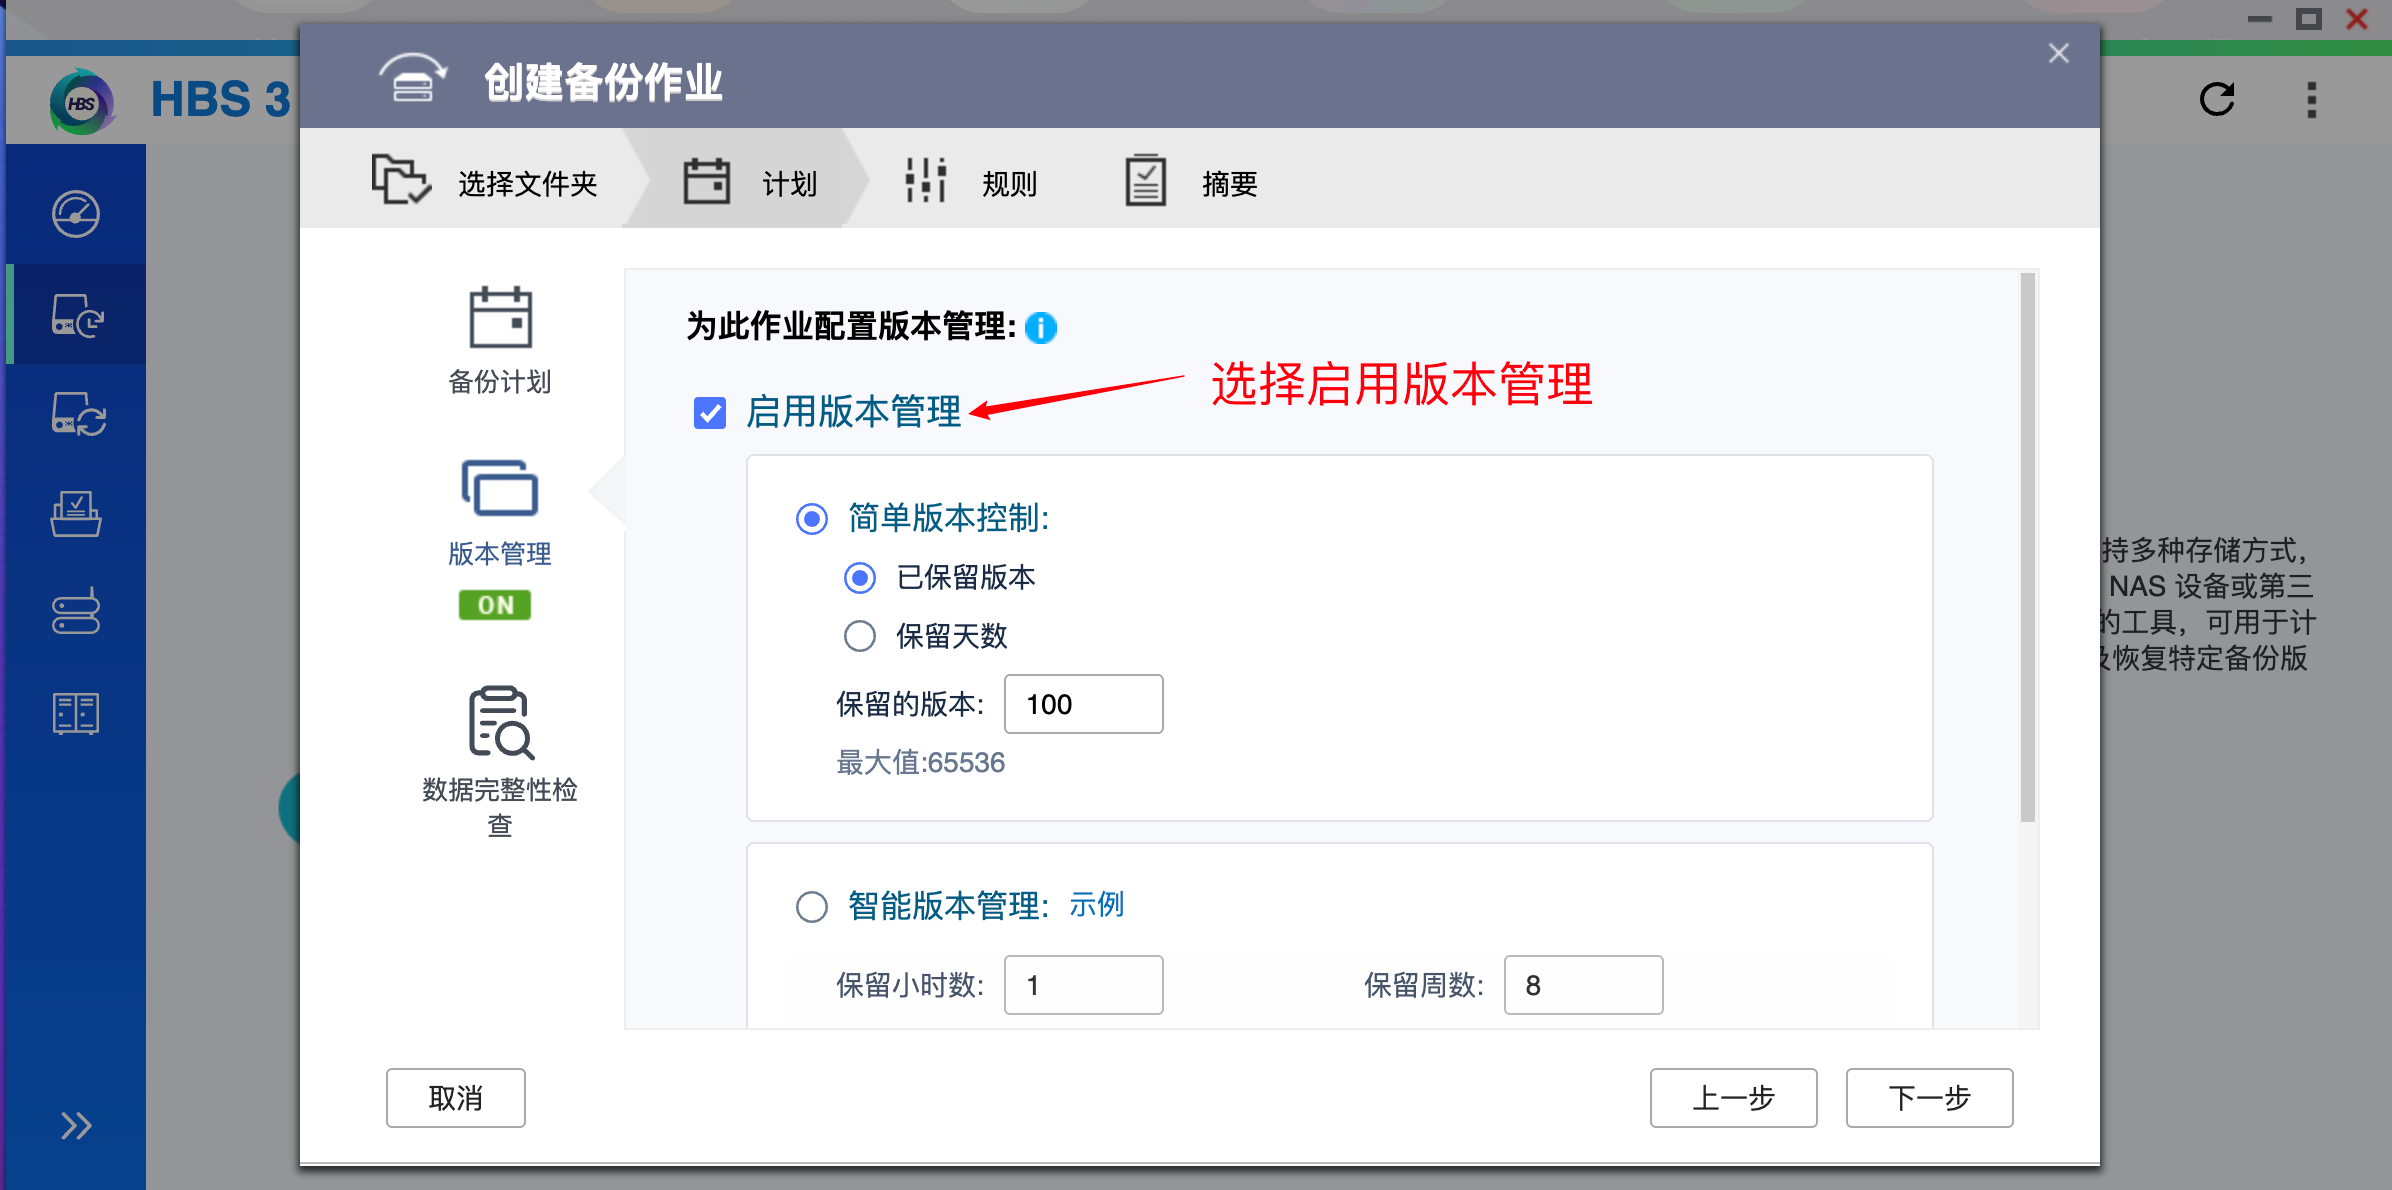 HBS
HBS 3
创建备份作业
选择文件夹
计划
规则
摘要
备份计划
版本管理
ON
数据完整性检
查
为此作业配置版本管理:
选择启用版本管理
启用版本管理
简单版本控制:
已保留版本
保留天数
保留的版本: 100
最大值:65536
智能版本管理: 示例
保留小时数: 1
保留周数: 8
取消
上一步
下一步
持多种存储方式,
NAS 设备或第三
的工具，可用于计
及恢复特定备份版